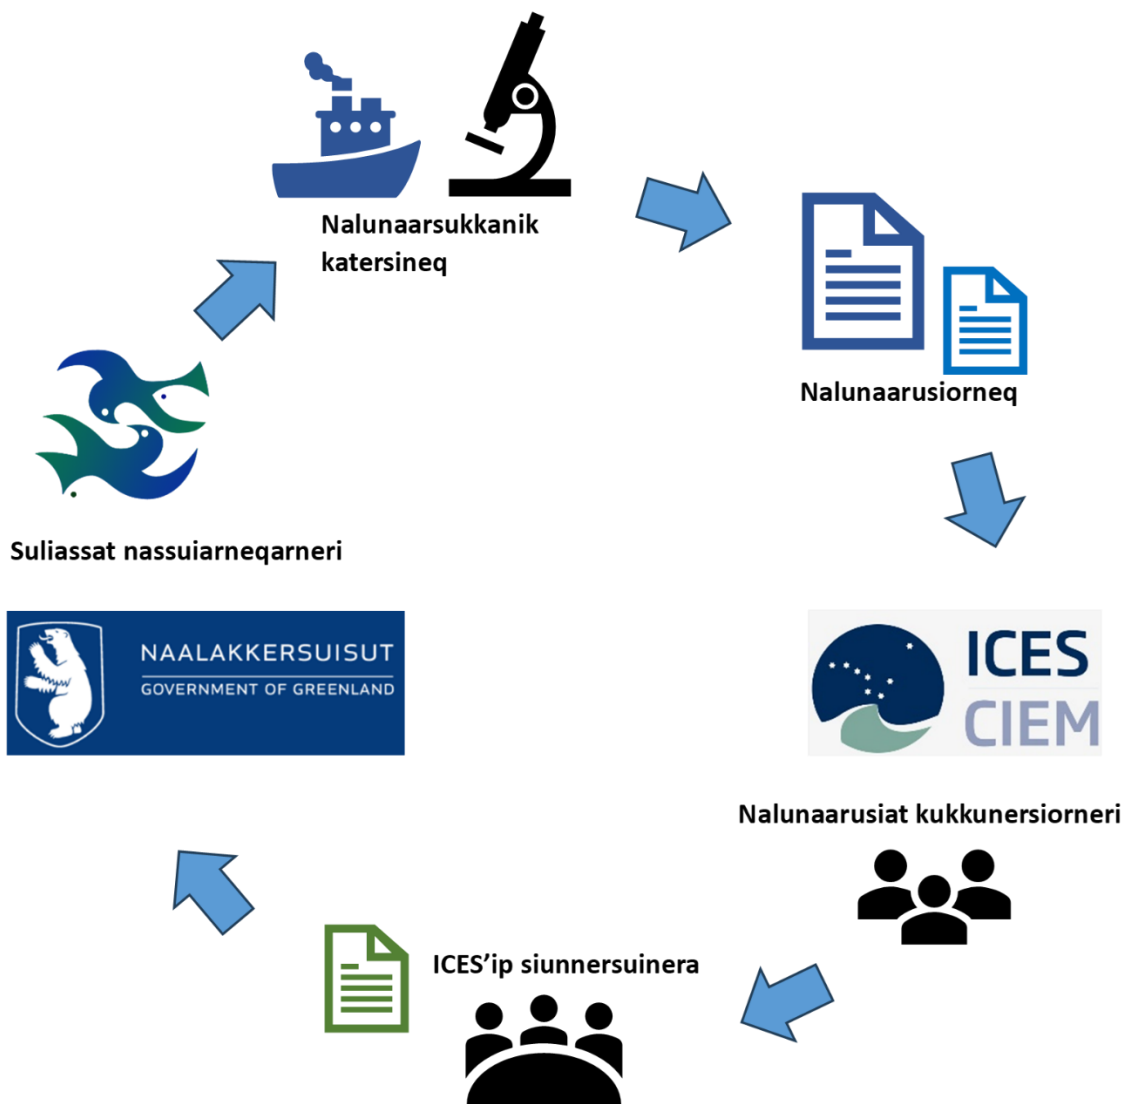 Nalunaarsukkanik
katersineq
Nalunaarusiorneq
Suliassat nassuiarneqarneri
NAALAKKERSUISUT
GOVERNMENT OF GREENLAND
ICES
CIEM
Nalunaarusiat kukkunersiorneri
ICES’ip siunnersuinera